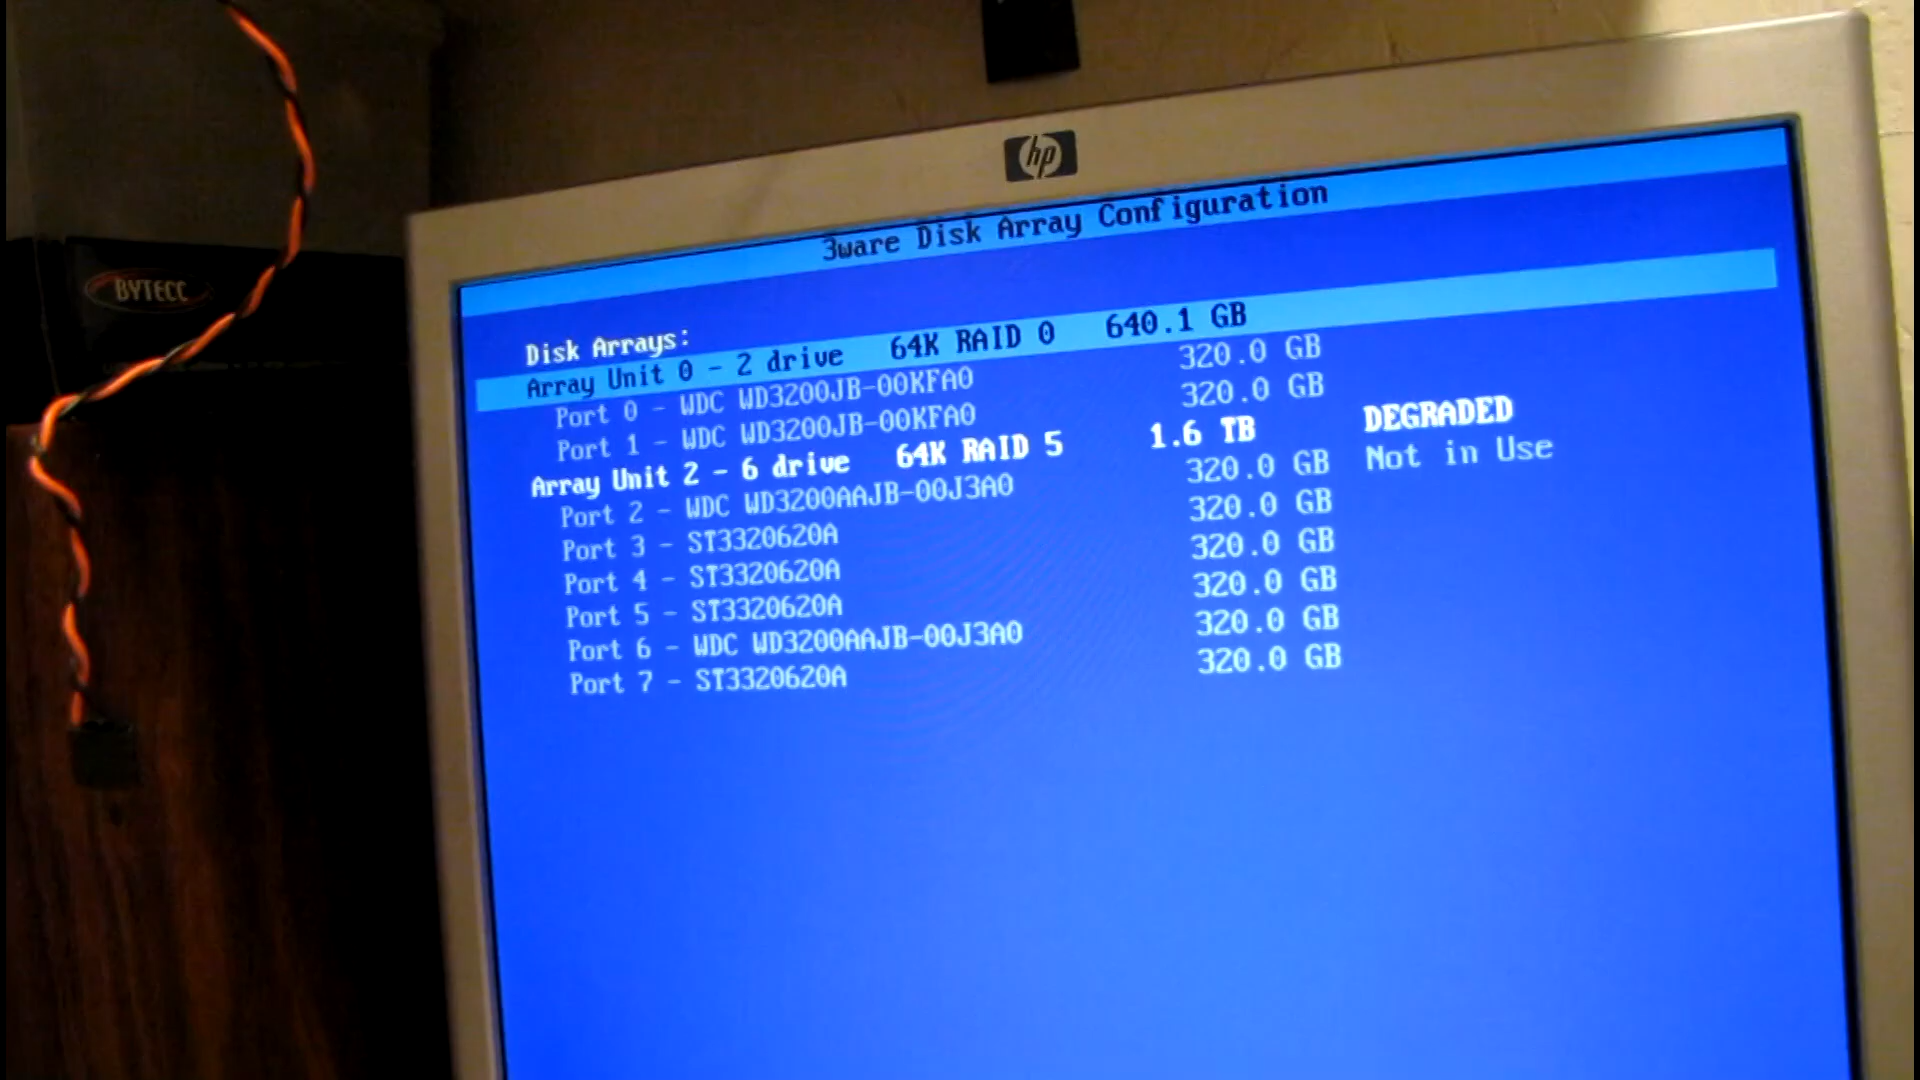 hp
BYTECC
3ware Disk Array Configuration
Disk Arrays:
Array Unit 0 - 2 drive 64K RAID 0 640.1 GB
Port 0 - WDC WD3200JB-00KFA0 320.0 GB
Port 1 - WDC WD3200JB-00KFA0 320.0 GB
Array Unit 2 - 6 drive 64K RAID 5 1.6 TB DEGRADED
Port 2 - WDC WD3200AAJB-00J3A0 320.0 GB Not in Use
Port 3 - ST3320620A 320.0 GB
Port 4 - ST3320620A 320.0 GB
Port 5 - ST3320620A 320.0 GB
Port 6 - WDC WD3200AAJB-00J3A0 320.0 GB
Port 7 - ST3320620A 320.0 GB